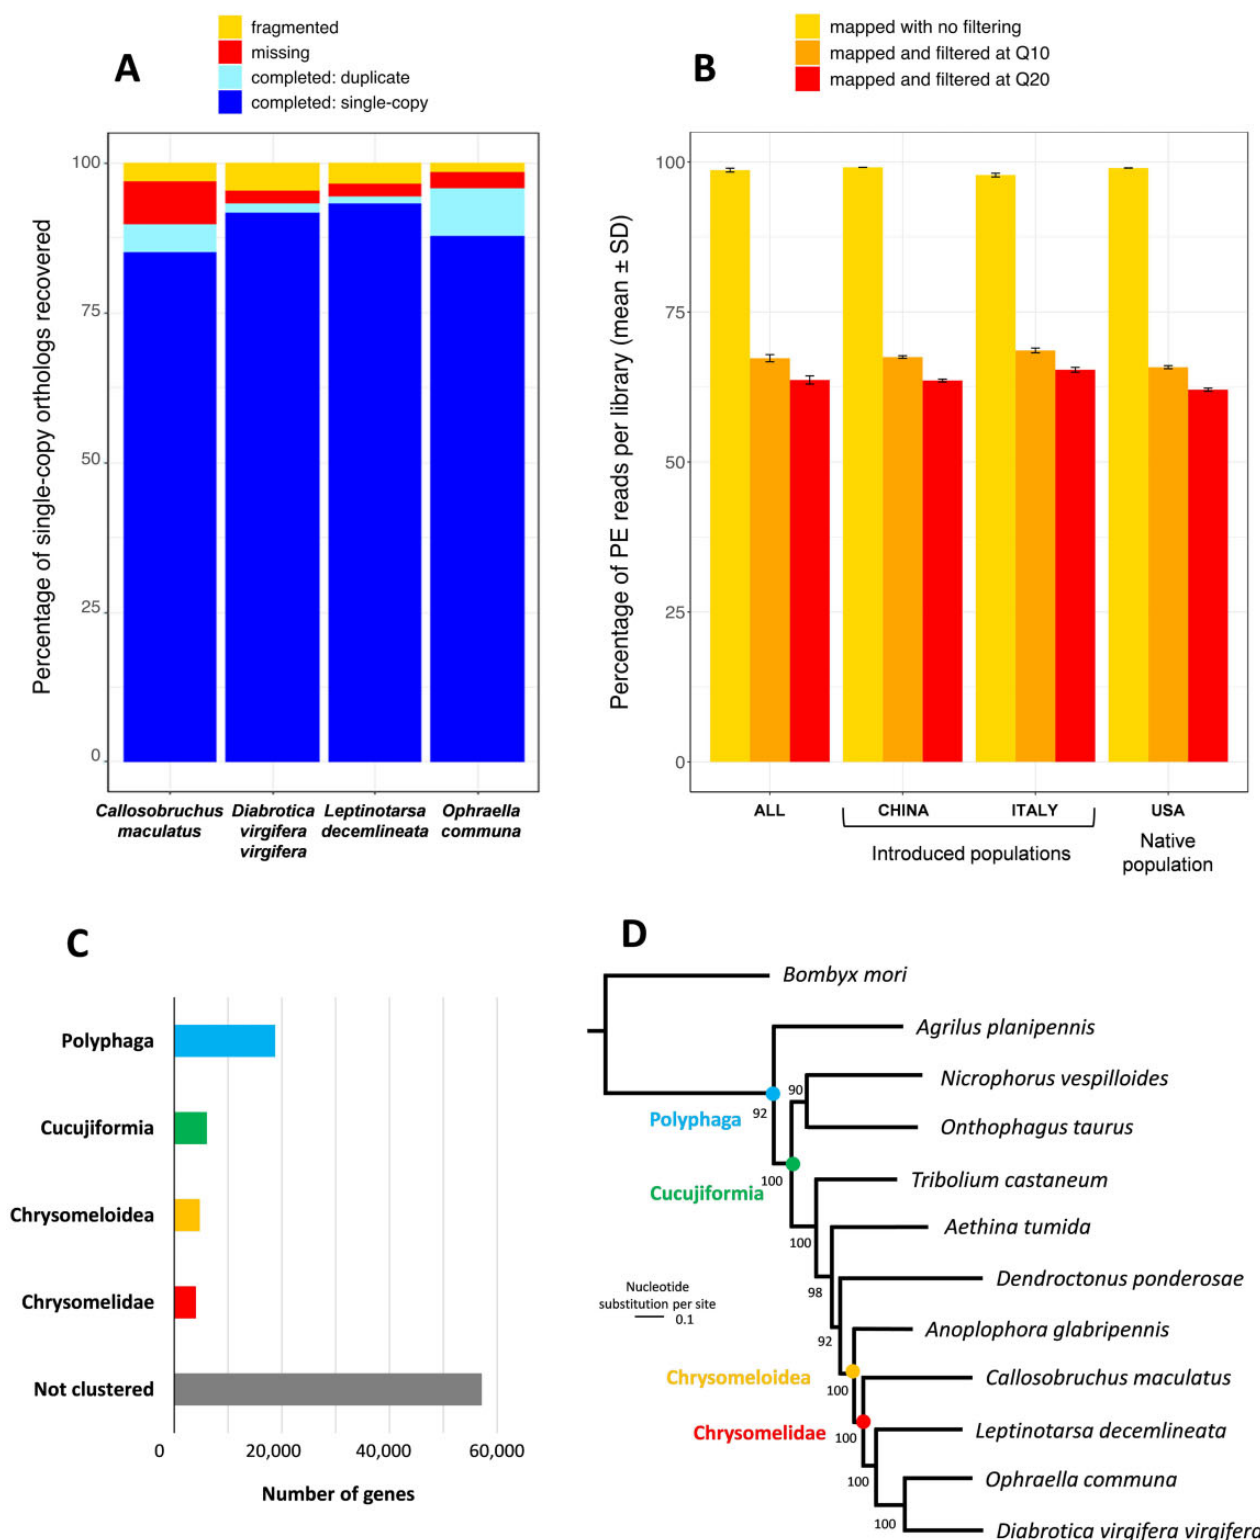 A
fragmented
missing
completed: duplicate
completed: single-copy
Percentage of single-copy orthologs recovered
100
75
50
25
0
Callosobruchus
maculatus
Diabrotica
virgifera
virgifera
Leptinotarsa
decemlineata
Ophraella
communa
B
mapped with no filtering
mapped and filtered at Q10
mapped and filtered at Q20
Percentage of PE reads per library (mean ± SD)
100
75
50
25
0
ALL
CHINA
ITALY
USA
Introduced populations
Native
population
C
Polyphaga
Cucujiformia
Chrysomeloidea
Chrysomelidae
Not clustered
0
20,000
40,000
60,000
Number of genes
D
Bombyx mori
Agrilus planipennis
Nicrophorus vespilloides
90
92
Polyphaga
Onthophagus taurus
100
Cucujiformia
Tribolium castaneum
Aethina tumida
100
Dendroctonus ponderosae
98
Nucleotide
substitution per site
0.1
Anoplophora glabripennis
92
Chrysomeloidea
100
Callosobruchus maculatus
Chrysomelidae
100
Leptinotarsa decemlineata
100
Ophraella communa
100
Diabrotica virgifera virgifera